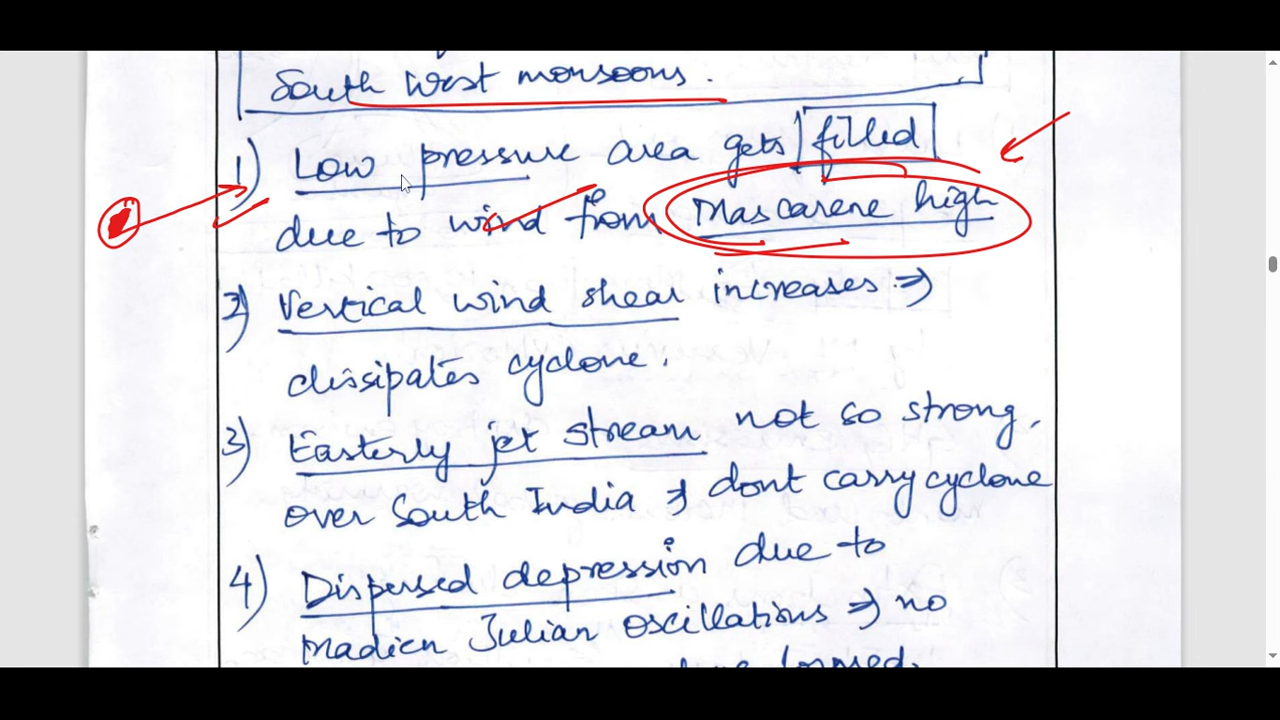 South West monsoons.
1) Low pressure area gets filled
due to wind from Mascarene high
2) Vertical wind shear increases ⇒
dissipates cyclone.
3) Easterly jet stream not so strong.
over South India ⇒ dont carry cyclone
4) Dispersed depression due to
Madien Julian oscillations ⇒ no
formed.